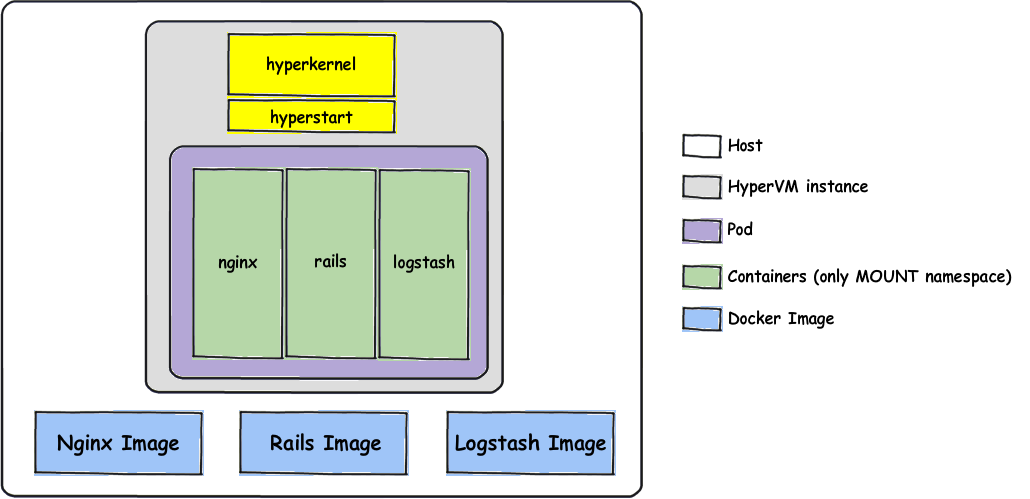 hyperkernel
hyperstart
nginx
rails
logstash
Nginx Image
Rails Image
Logstash Image
Host
HyperVM instance
Pod
Containers (only MOUNT namespace)
Docker Image